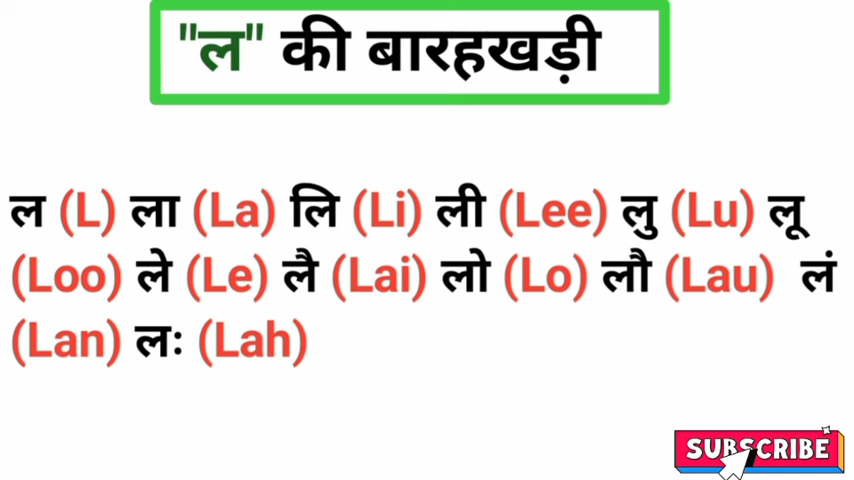 "ल" की बारहखड़ी
ल (L) ला (La) लि (Li) ली (Lee) लु (Lu) लू
(Loo) ले (Le) लै (Lai) लो (Lo) लौ (Lau) लं
(Lan) लः (Lah)
SUBSCRIBE